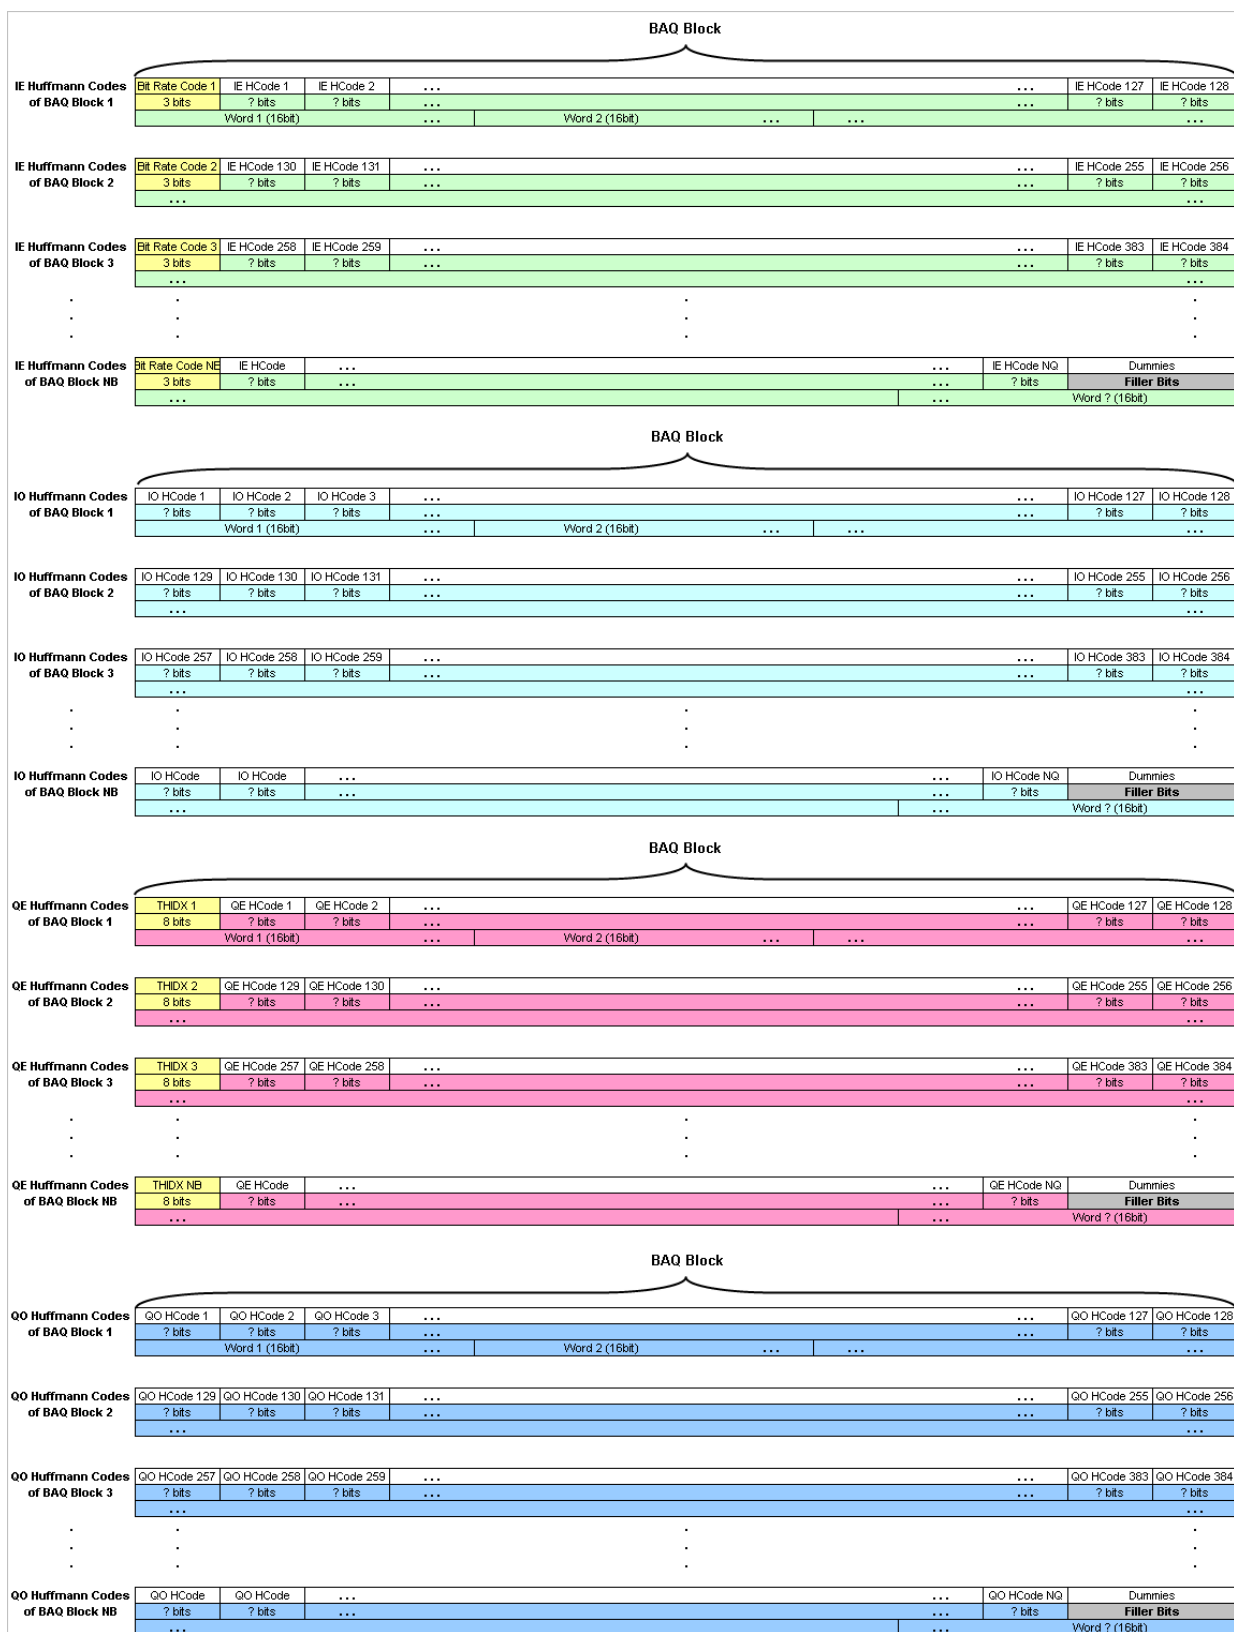 BAQ Block
IE Huffmann Codes of BAQ Block 1
Bit Rate Code 1 IE HCode 1 IE HCode 2 ... ... IE HCode 127 IE HCode 128
3 bits ? bits ? bits ... ... ? bits ? bits
Word 1 (16bit) ... Word 2 (16bit) ... ... ...
IE Huffmann Codes of BAQ Block 2
Bit Rate Code 2 IE HCode 130 IE HCode 131 ... ... IE HCode 255 IE HCode 256
3 bits ? bits ? bits ... ... ? bits ? bits
... ...
IE Huffmann Codes of BAQ Block 3
Bit Rate Code 3 IE HCode 258 IE HCode 259 ... ... IE HCode 383 IE HCode 384
3 bits ? bits ? bits ... ... ? bits ? bits
... ...
. . . .
. . . .
. . . .
IE Huffmann Codes of BAQ Block NB
Bit Rate Code NB IE HCode ... ... IE HCode NQ Dummies
3 bits ? bits ... ... ? bits Filler Bits
... ... Word ? (16bit)
BAQ Block
IO Huffmann Codes of BAQ Block 1
IO HCode 1 IO HCode 2 IO HCode 3 ... ... IO HCode 127 IO HCode 128
? bits ? bits ? bits ... ... ? bits ? bits
Word 1 (16bit) ... Word 2 (16bit) ... ... ...
IO Huffmann Codes of BAQ Block 2
IO HCode 129 IO HCode 130 IO HCode 131 ... ... IO HCode 255 IO HCode 256
? bits ? bits ? bits ... ... ? bits ? bits
... ...
IO Huffmann Codes of BAQ Block 3
IO HCode 257 IO HCode 258 IO HCode 259 ... ... IO HCode 383 IO HCode 384
? bits ? bits ? bits ... ... ? bits ? bits
... ...
. . . .
. . . .
. . . .
IO Huffmann Codes of BAQ Block NB
IO HCode IO HCode ... ... IO HCode NQ Dummies
? bits ? bits ... ... ? bits Filler Bits
... ... Word ? (16bit)
BAQ Block
QE Huffmann Codes of BAQ Block 1
THIDX 1 QE HCode 1 QE HCode 2 ... ... QE HCode 127 QE HCode 128
8 bits ? bits ? bits ... ... ? bits ? bits
Word 1 (16bit) ... Word 2 (16bit) ... ... ...
QE Huffmann Codes of BAQ Block 2
THIDX 2 QE HCode 129 QE HCode 130 ... ... QE HCode 255 QE HCode 256
8 bits ? bits ? bits ... ... ? bits ? bits
... ...
QE Huffmann Codes of BAQ Block 3
THIDX 3 QE HCode 257 QE HCode 258 ... ... QE HCode 383 QE HCode 384
8 bits ? bits ? bits ... ... ? bits ? bits
... ...
. . . .
. . . .
. . . .
QE Huffmann Codes of BAQ Block NB
THIDX NB QE HCode ... ... QE HCode NQ Dummies
8 bits ? bits ... ... ? bits Filler Bits
... ... Word ? (16bit)
BAQ Block
QO Huffmann Codes of BAQ Block 1
QO HCode 1 QO HCode 2 QO HCode 3 ... ... QO HCode 127 QO HCode 128
? bits ? bits ? bits ... ... ? bits ? bits
Word 1 (16bit) ... Word 2 (16bit) ... ... ...
QO Huffmann Codes of BAQ Block 2
QO HCode 129 QO HCode 130 QO HCode 131 ... ... QO HCode 255 QO HCode 256
? bits ? bits ? bits ... ... ? bits ? bits
... ...
QO Huffmann Codes of BAQ Block 3
QO HCode 257 QO HCode 258 QO HCode 259 ... ... QO HCode 383 QO HCode 384
? bits ? bits ? bits ... ... ? bits ? bits
... ...
. . . .
. . . .
. . . .
QO Huffmann Codes of BAQ Block NB
QO HCode QO HCode ... ... QO HCode NQ Dummies
? bits ? bits ... ... ? bits Filler Bits
... ... Word ? (16bit)